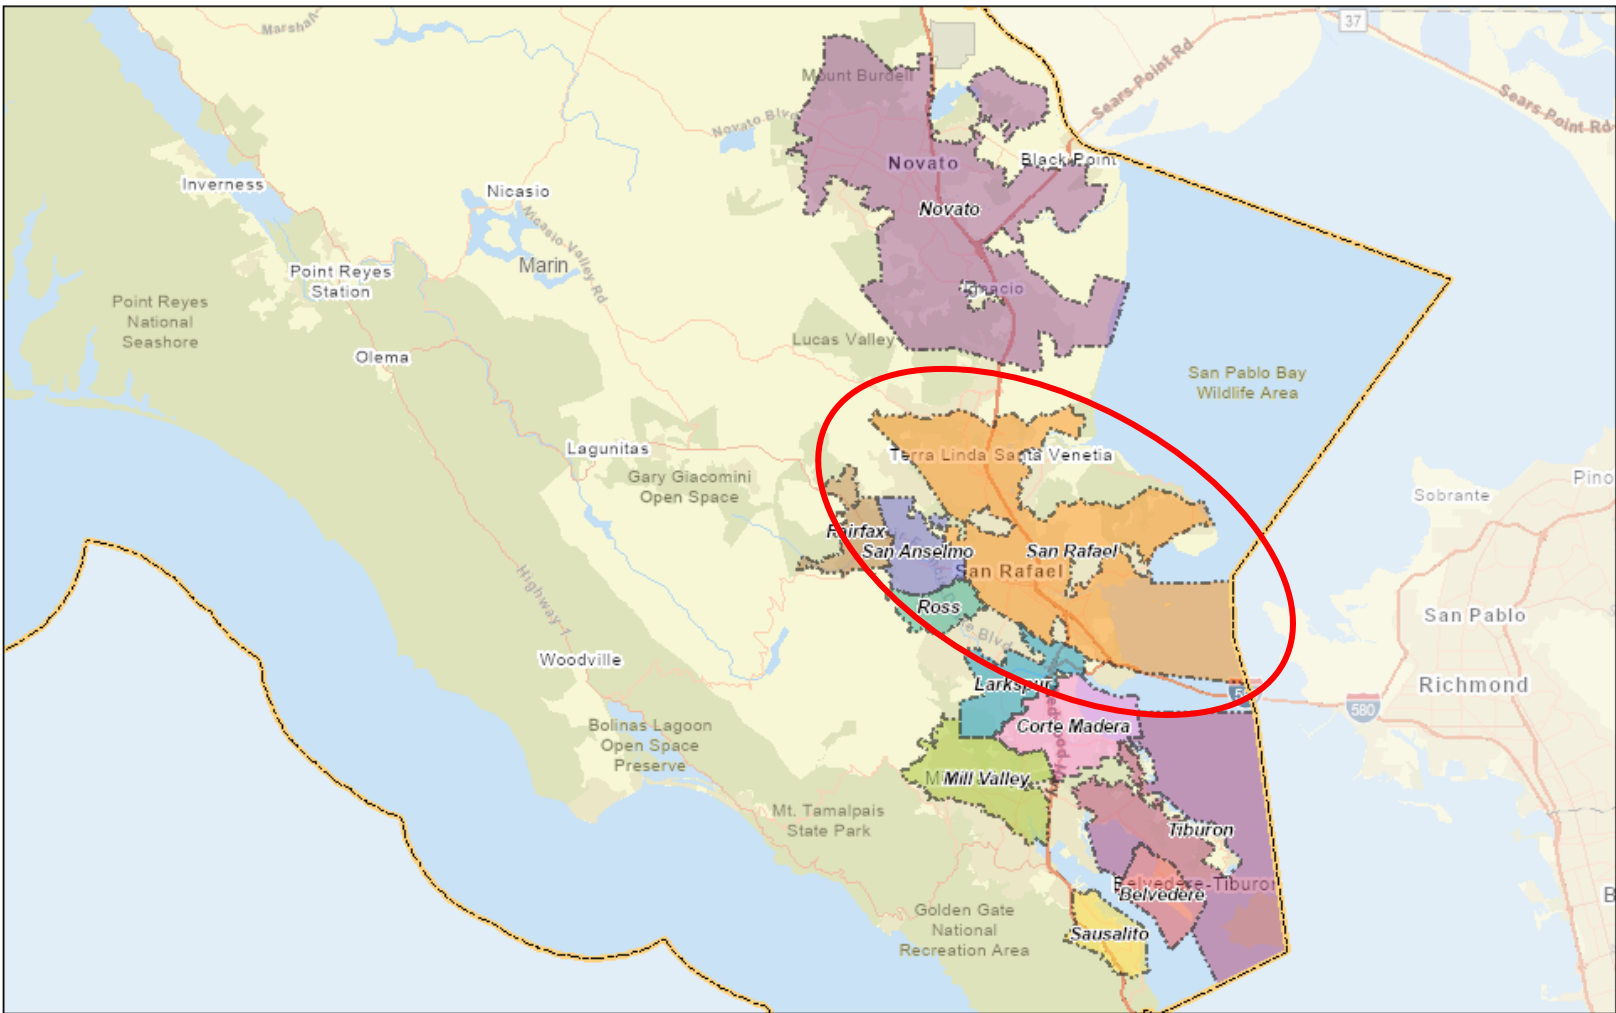 Marshall
37
Sears Point Rd
Sears Point Rd
Mount Burdell
Novato Blvd
Novato
Black Point
Inverness
Nicasio
Novato
Nicasio Valley Rd
Marin
Point Reyes
Station
Ignacio
Point Reyes
National
Seashore
Lucas Valley
Olema
San Pablo Bay
Wildlife Area
Lagunitas
Terra Linda Santa Venetia
Gary Giacomini
Open Space
Pino
Sobrante
Fairfax
San Anselmo
San Rafael
San Rafael
Highway 1
Ross
Blvd
San Pablo
Woodville
Larkspur
Richmond
580
Corte Madera
Bolinas Lagoon
Open Space
Preserve
Mill Valley
Mt. Tamalpais
State Park
Tiburon
Belvedere-Tiburon
Belvedere
B
Golden Gate
National
Recreation Area
Sausalito